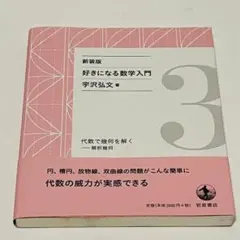 新装版
好きになる数学入門
宇沢弘文 著
3
代数で幾何を解く
——解析幾何
円、楕円、放物線、双曲線の問題がこんな簡単に
代数の威力が実感できる
岩波書店